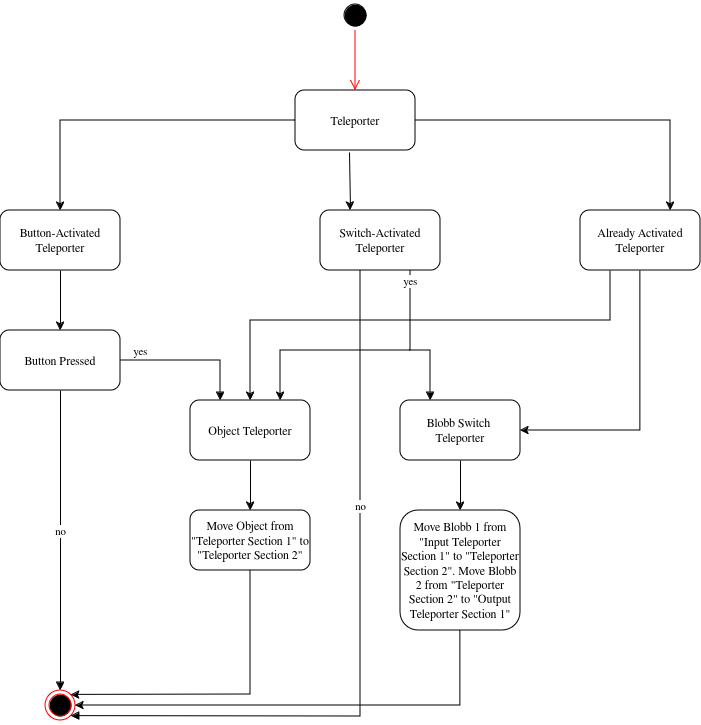 Teleporter
Button-Activated
Teleporter
Switch-Activated
Teleporter
Already Activated
Teleporter
yes
Button Pressed
yes
Object Teleporter
Blobb Switch
Teleporter
no
no
Move Object from
"Teleporter Section 1" to
"Teleporter Section 2"
Move Blobb 1 from
"Input Teleporter
Section 1" to "Teleporter
Section 2". Move Blobb
2 from "Teleporter
Section 2" to "Output
Teleporter Section 1"